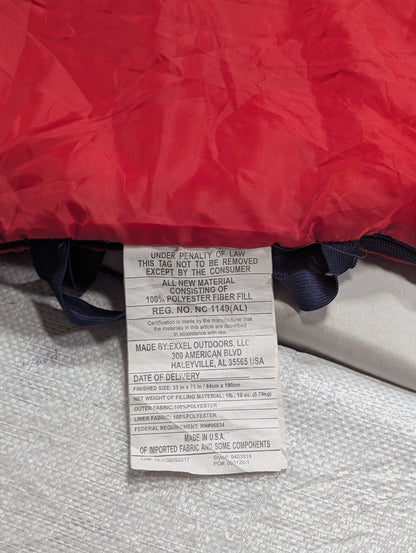 UNDER PENALTY OF LAW
THIS TAG NOT TO BE REMOVED
EXCEPT BY THE CONSUMER
ALL NEW MATERIAL
CONSISTING OF
100% POLYESTER FIBER FILL
REG. NO. NC 1149(AL)
Certification is made by the manufacturer that
the materials in this article are described
in accordance with law.
MADE BY:EXXEL OUTDOORS, LLC
300 AMERICAN BLVD
HALEYVILLE, AL 35565 USA
DATE OF DELIVERY
FINISHED SIZE: 33 in x 75 in / 84cm x 190cm
NET WEIGHT OF FILLING MATERIAL: 1lb., 12 oz. (0.79kg)
OUTER FABRIC:100%POLYESTER
LINER FABRIC: 100%POLYESTER
FEDERAL REQUIREMENT: RN#96834
MADE IN U.S.A.
OF IMPORTED FABRIC AND SOME COMPONENTS
Style#: 9403518